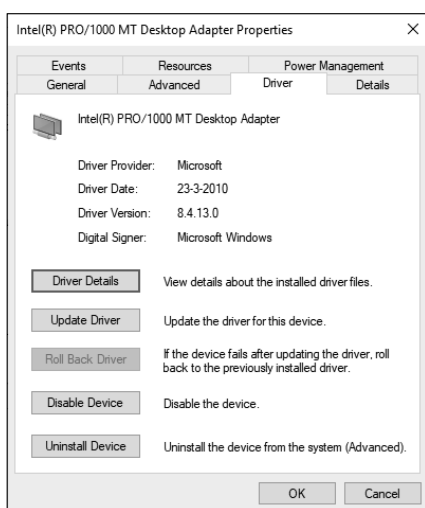 Intel(R) PRO/1000 MT Desktop Adapter Properties
Events Resources Power Management
General Advanced Driver Details
Intel(R) PRO/1000 MT Desktop Adapter
Driver Provider: Microsoft
Driver Date: 23-3-2010
Driver Version: 8.4.13.0
Digital Signer: Microsoft Windows
Driver Details View details about the installed driver files.
Update Driver Update the driver for this device.
Roll Back Driver If the device fails after updating the driver, roll
back to the previously installed driver.
Disable Device Disable the device.
Uninstall Device Uninstall the device from the system (Advanced).
OK Cancel